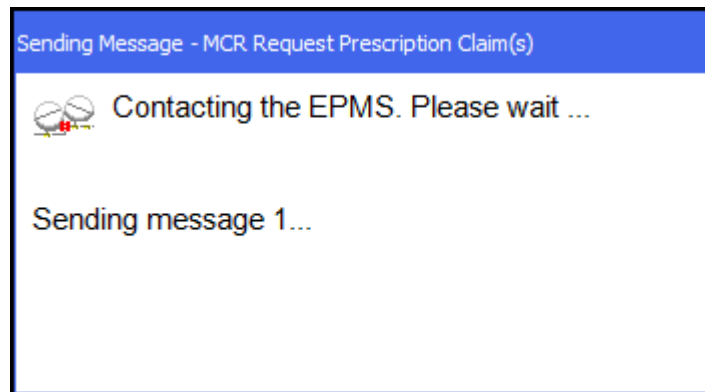 Sending Message - MCR Request Prescription Claim(s)
Contacting the EPMS. Please wait ...
Sending message 1...